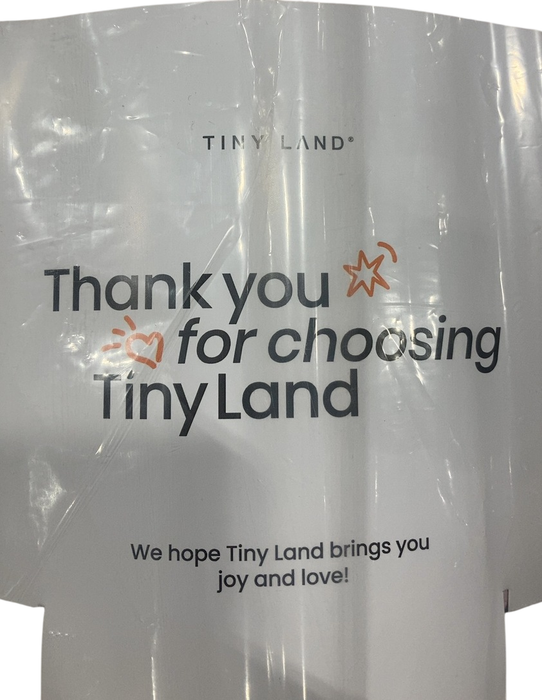 TINY LAND®
Thank you
for choosing
Tiny Land
We hope Tiny Land brings you
joy and love!